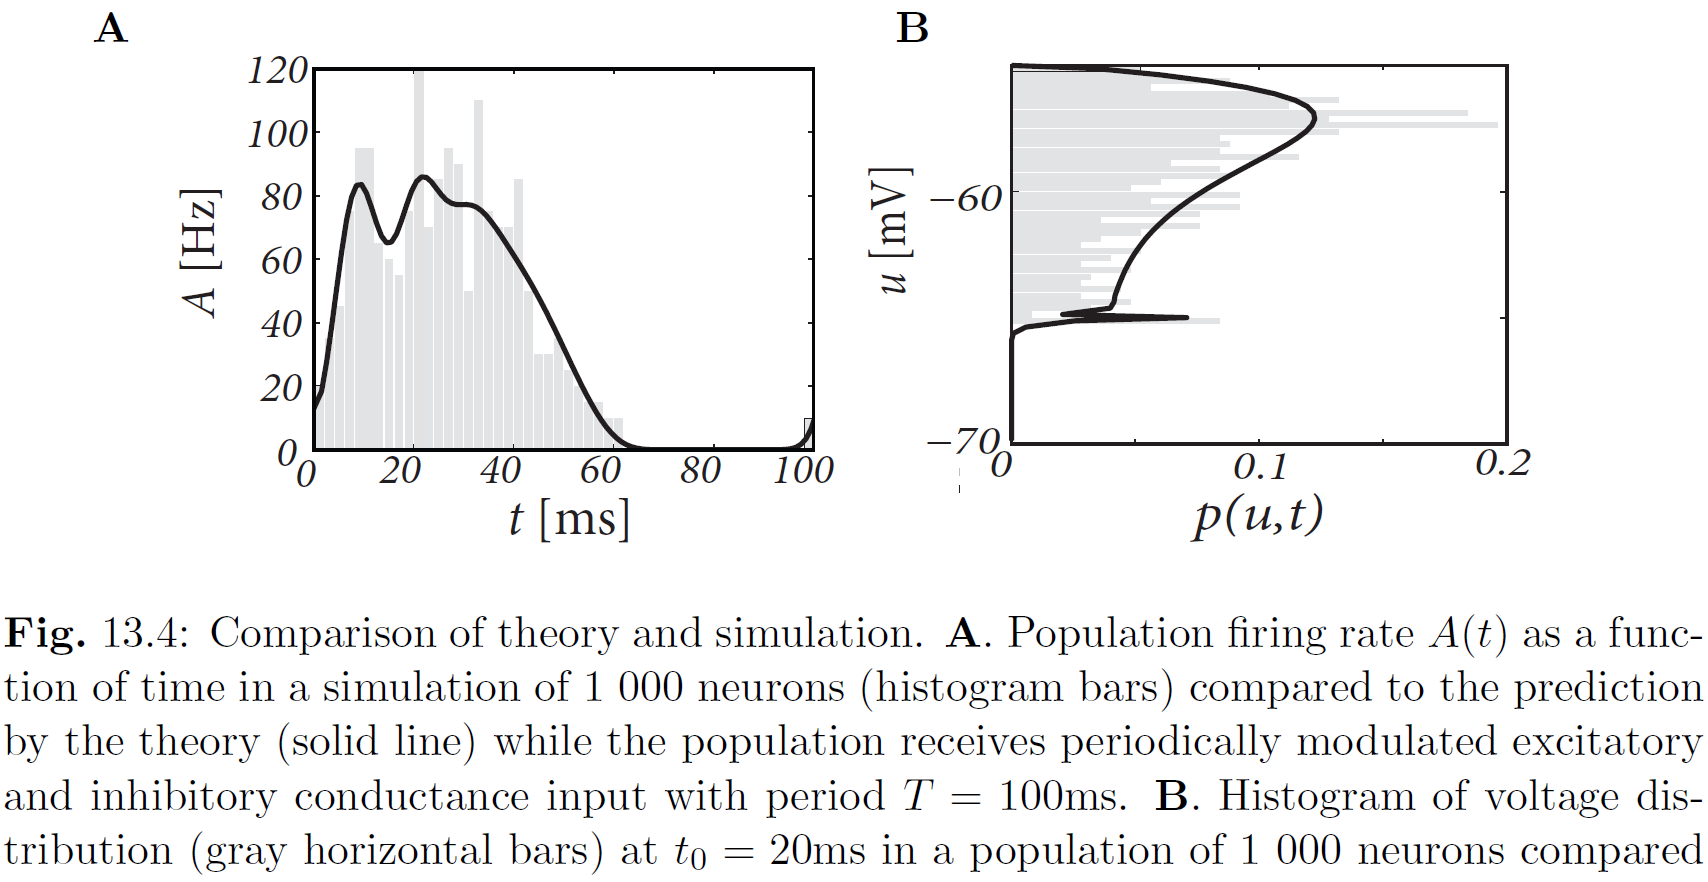 A
B
120
100
80
60
40
20
0
A [Hz]
0
20
40
60
80
100
t [ms]
−60
−70
u [mV]
0
0.1
0.2
p(u,t)
Fig. 13.4: Comparison of theory and simulation. A. Population firing rate A(t) as a func-
tion of time in a simulation of 1 000 neurons (histogram bars) compared to the prediction
by the theory (solid line) while the population receives periodically modulated excitatory
and inhibitory conductance input with period T = 100ms. B. Histogram of voltage dis-
tribution (gray horizontal bars) at t₀ = 20ms in a population of 1 000 neurons compared